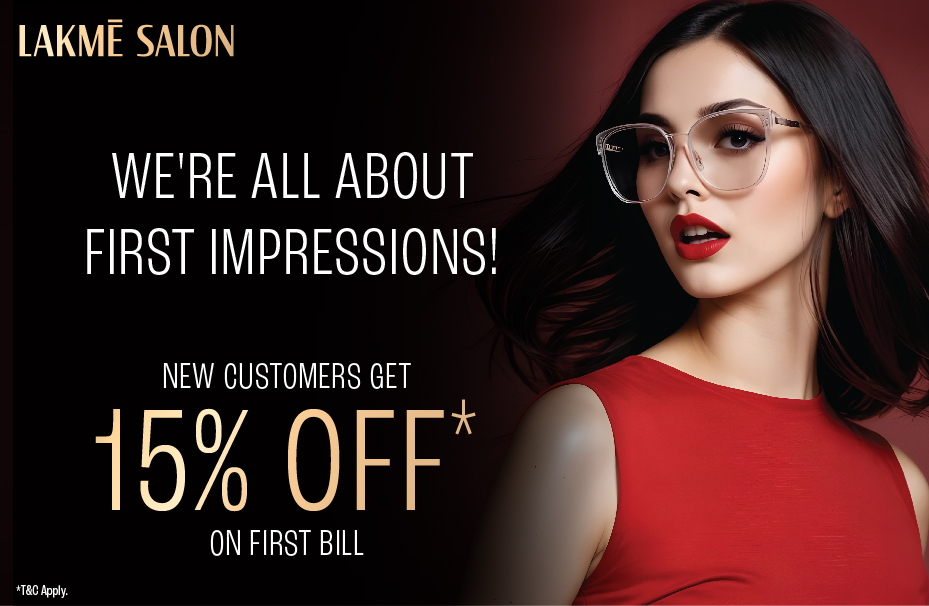 LAKMĒ SALON
WE'RE ALL ABOUT
FIRST IMPRESSIONS!
NEW CUSTOMERS GET
15% OFF*
ON FIRST BILL
*T&C Apply.